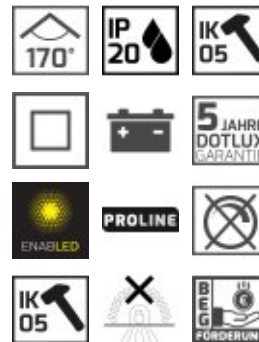 170°
IP
20
IK
05
5 JAHRE
DOTLUX
GARANTIE
ENABLED
PROLINE
IK
05
BEG
FÖRDERUNG